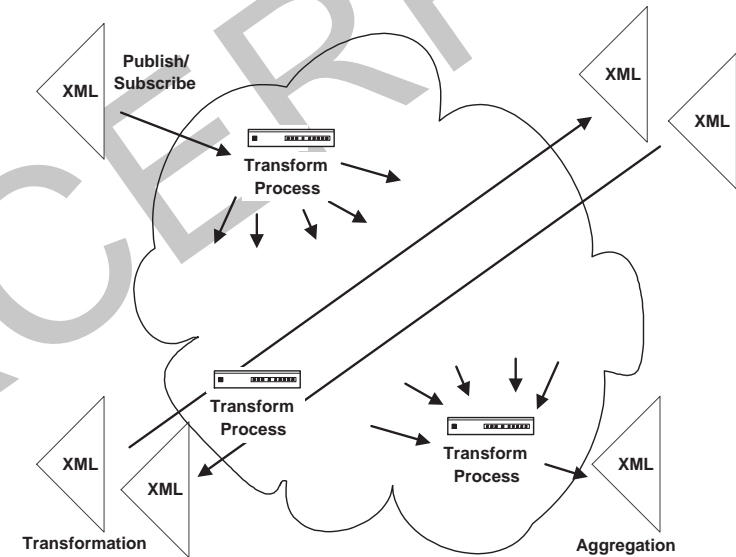 Publish/
Subscribe
XML
XML
XML
Transform
Process
Transform
Process
Transform
Process
XML
XML
XML
Transformation
Aggregation